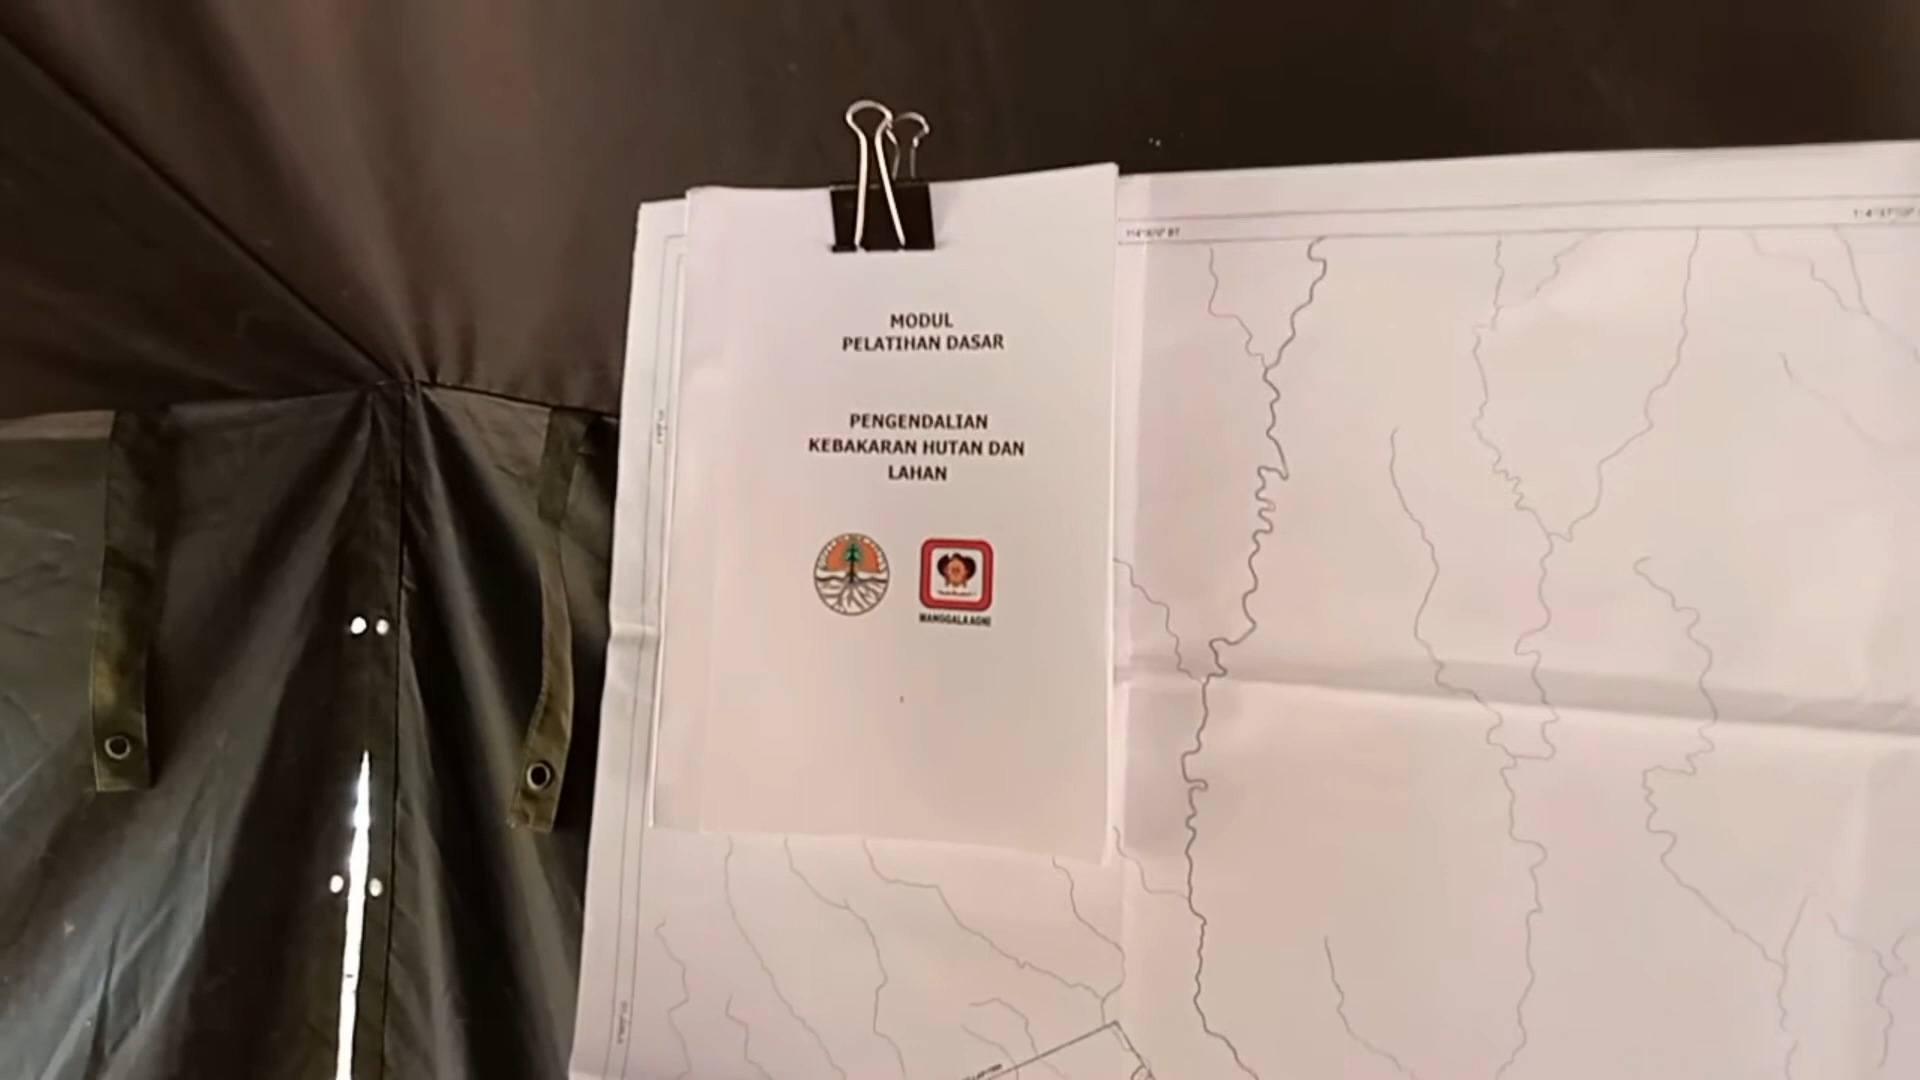 MODUL
PELATIHAN DASAR
PENGENDALIAN
KEBAKARAN HUTAN DAN
LAHAN
MANGGALA AGNI